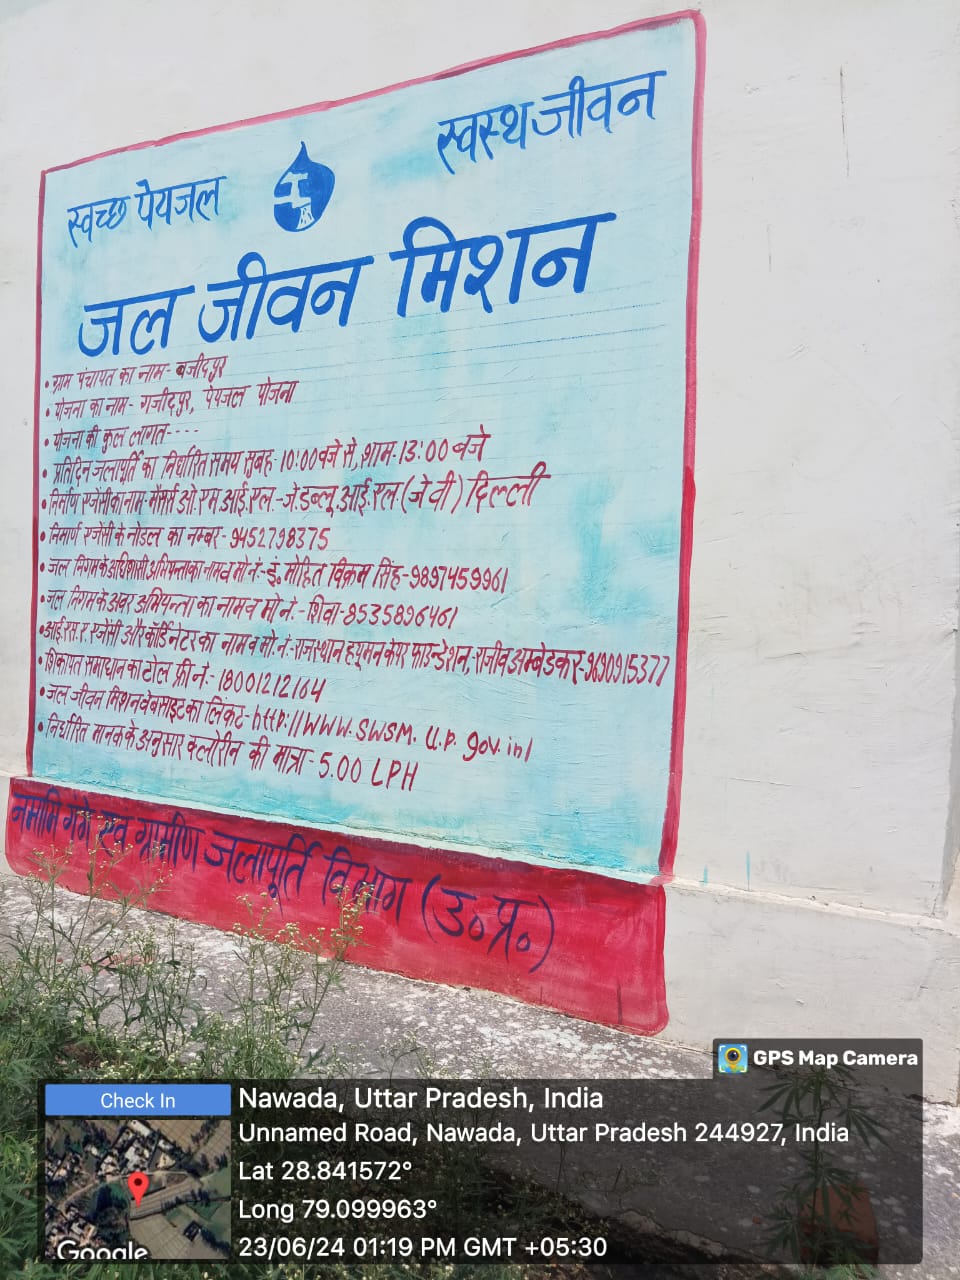 स्वच्छ पेयजल
स्वस्थ जीवन
जल जीवन मिशन
• ग्राम पंचायत का नाम- बजीदपुर
• योजना का नाम- गजीदपुर, पेयजल योजना
• योजना की कुल लागत----
• प्रतिदिन जलापूर्ति का निर्धारित समय सुबह-10:00 वजे से, शाम-13:00 बजे
• निर्माण एजेंसी का नाम-मैसर्स ओ.एम.आई.एल.-जे.डब्लू.आई.एल.(जे वी) दिल्ली
• निमार्ण एजेंसी के नोडल का नम्बर-9452798375
• जल निगम के अधिशासी अभियन्ता का नाम व मो.नं.-ई. मोहित विक्रम सिंह-9897459961
• जल निगम के अवर अभियन्ता का नाम व मो.नं.-शिवा-8535896461
• आई.एस.ए. एजेंसी और कॉर्डिनेटर का नाम व मो.नं.-राजस्थान ह्यूमन केयर फाउन्डेशन, राजीव अम्बेडकर-9690915377
• शिकायत समाधान का टोल फ्री नं.-18001212164
• जल जीवन मिशन वेबसाइट का लिंकट-http://www.swsm.u.p.gov.in/
• निर्धारित मानक के अनुसार क्लोरीन की मात्रा-5.00 LPH
नमामि गंगे एवं ग्रामीण जलापूर्ति विभाग (उ॰प्र॰)
GPS Map Camera
Check In
Nawada, Uttar Pradesh, India
Unnamed Road, Nawada, Uttar Pradesh 244927, India
Lat 28.841572°
Long 79.099963°
23/06/24 01:19 PM GMT +05:30
Google